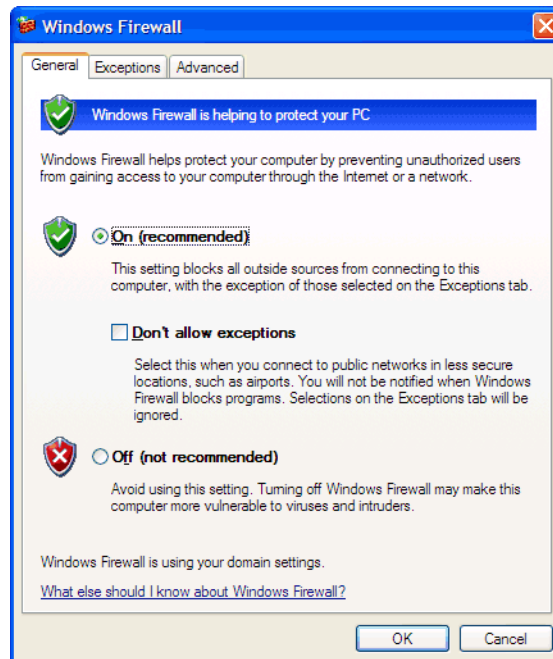 Windows Firewall
General Exceptions Advanced
Windows Firewall is helping to protect your PC
Windows Firewall helps protect your computer by preventing unauthorized users
from gaining access to your computer through the Internet or a network.
On (recommended)
This setting blocks all outside sources from connecting to this
computer, with the exception of those selected on the Exceptions tab.
Don't allow exceptions
Select this when you connect to public networks in less secure
locations, such as airports. You will not be notified when Windows
Firewall blocks programs. Selections on the Exceptions tab will be
ignored.
Off (not recommended)
Avoid using this setting. Turning off Windows Firewall may make this
computer more vulnerable to viruses and intruders.
Windows Firewall is using your domain settings.
What else should I know about Windows Firewall?
OK Cancel